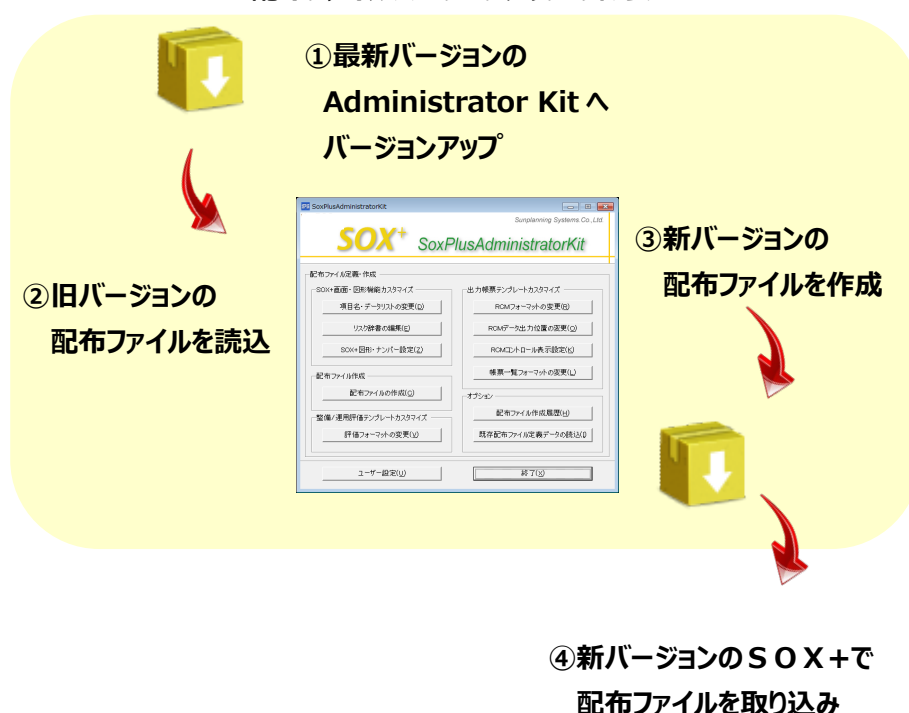 ①最新バージョンの
Administrator Kit へ
バージョンアップ
SoxPlusAdministratorKit
Sunplanning Systems Co.,Ltd
SOX+ SoxPlusAdministratorKit
②旧バージョンの
配布ファイルを読込
配布ファイル定義・作成
SOX+画面・図形機能カスタマイズ
項目名・データリストの変更(D)
リスク辞書の編集(E)
SOX+図形・ナンバー設定(Z)
配布ファイル作成
配布ファイルの作成(C)
整備/運用評価テンプレートカスタマイズ
評価フォーマットの変更(V)
出力帳票テンプレートカスタマイズ
RCMフォーマットの変更(R)
RCMデータ出力位置の変更(O)
RCMコントロール表示設定(K)
帳票一覧フォーマットの変更(L)
オプション
配布ファイル作成履歴(H)
既存配布ファイル定義データの読込(I)
ユーザー設定(U)
終了(X)
③新バージョンの
配布ファイルを作成
④新バージョンのSOX+で
配布ファイルを取り込み